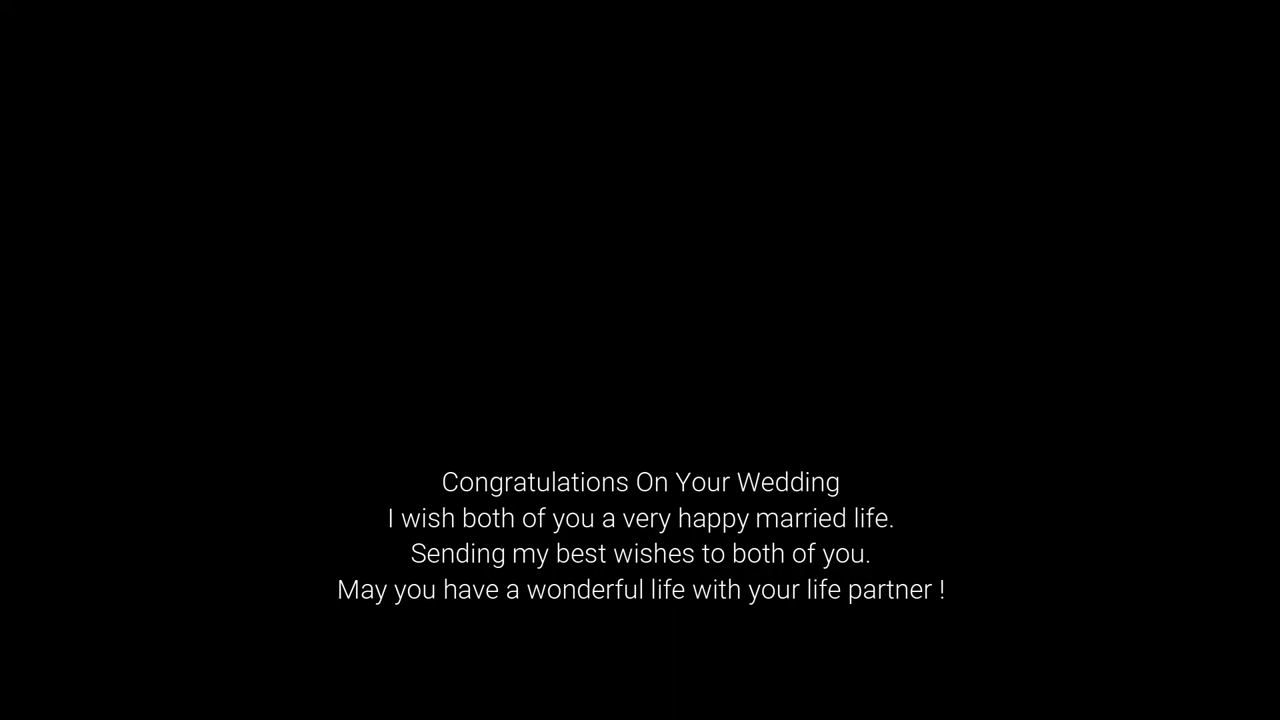 Congratulations On Your Wedding
I wish both of you a very happy married life.
Sending my best wishes to both of you.
May you have a wonderful life with your life partner !